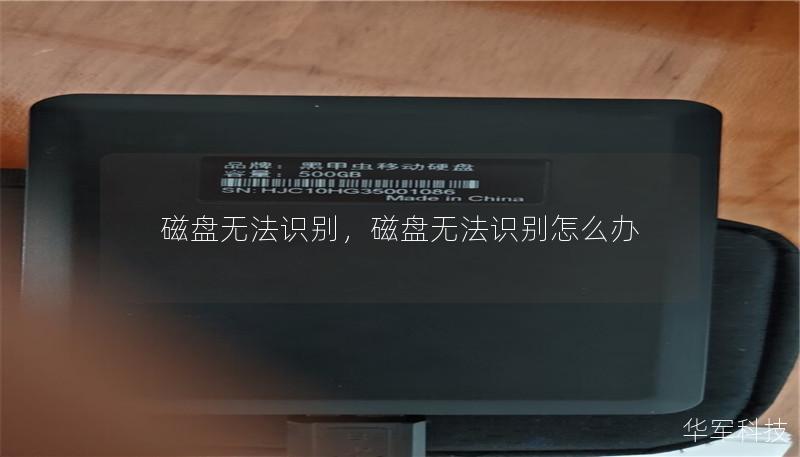 品牌：黑甲虫移动硬盘
容量：500GB
SN:HJC10HG35001086
Made in China
磁盘无法识别，磁盘无法识别怎么办
华军科技